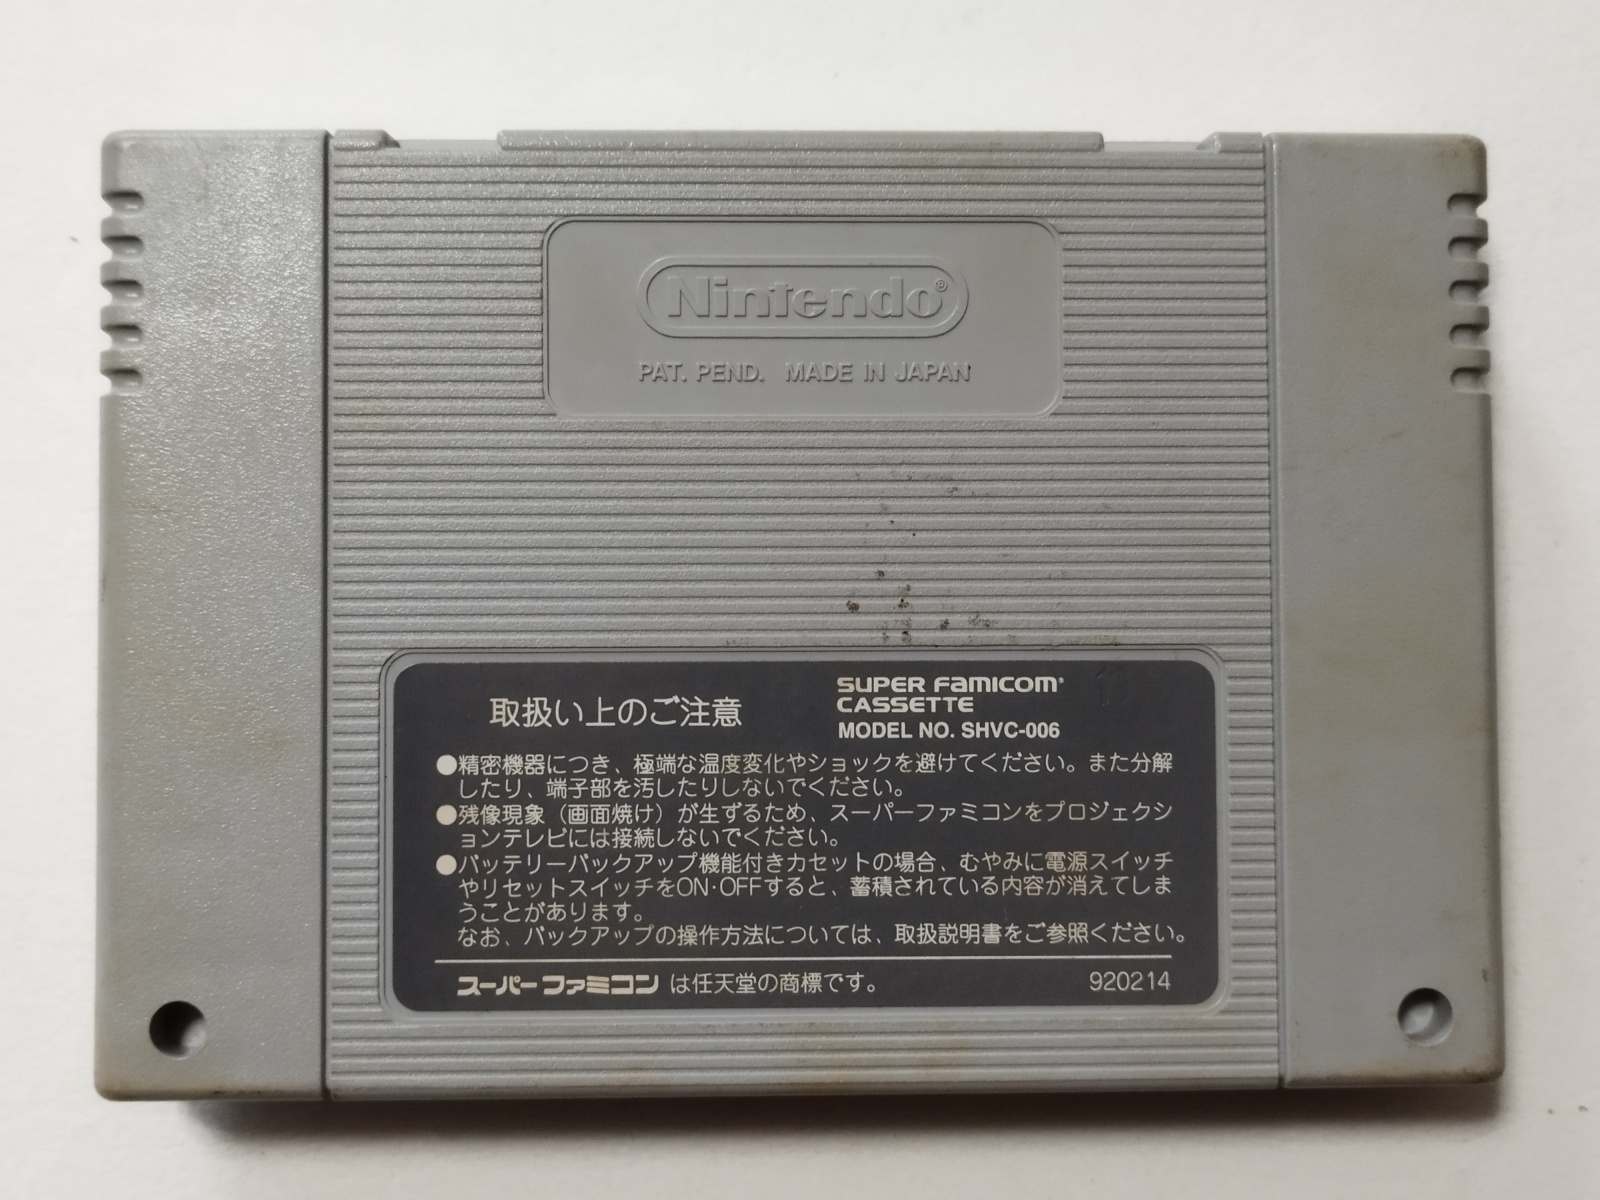 Nintendo®
PAT. PEND. MADE IN JAPAN
取扱い上のご注意
SUPER FAMICOM
CASSETTE
MODEL NO. SHVC-006
●精密機器につき、極端な温度変化やショックを避けてください。また分解
したり、端子部を汚したりしないでください。
●残像現象（画面焼け）が生ずるため、スーパーファミコンをプロジェクシ
ョンテレビには接続しないでください。
●バッテリーバックアップ機能付きカセットの場合、むやみに電源スイッチ
やリセットスイッチをON·OFFすると、蓄積されている内容が消えてしま
うことがあります。
なお、バックアップの操作方法については、取扱説明書をご参照ください。
スーパーファミコン は任天堂の商標です。
920214